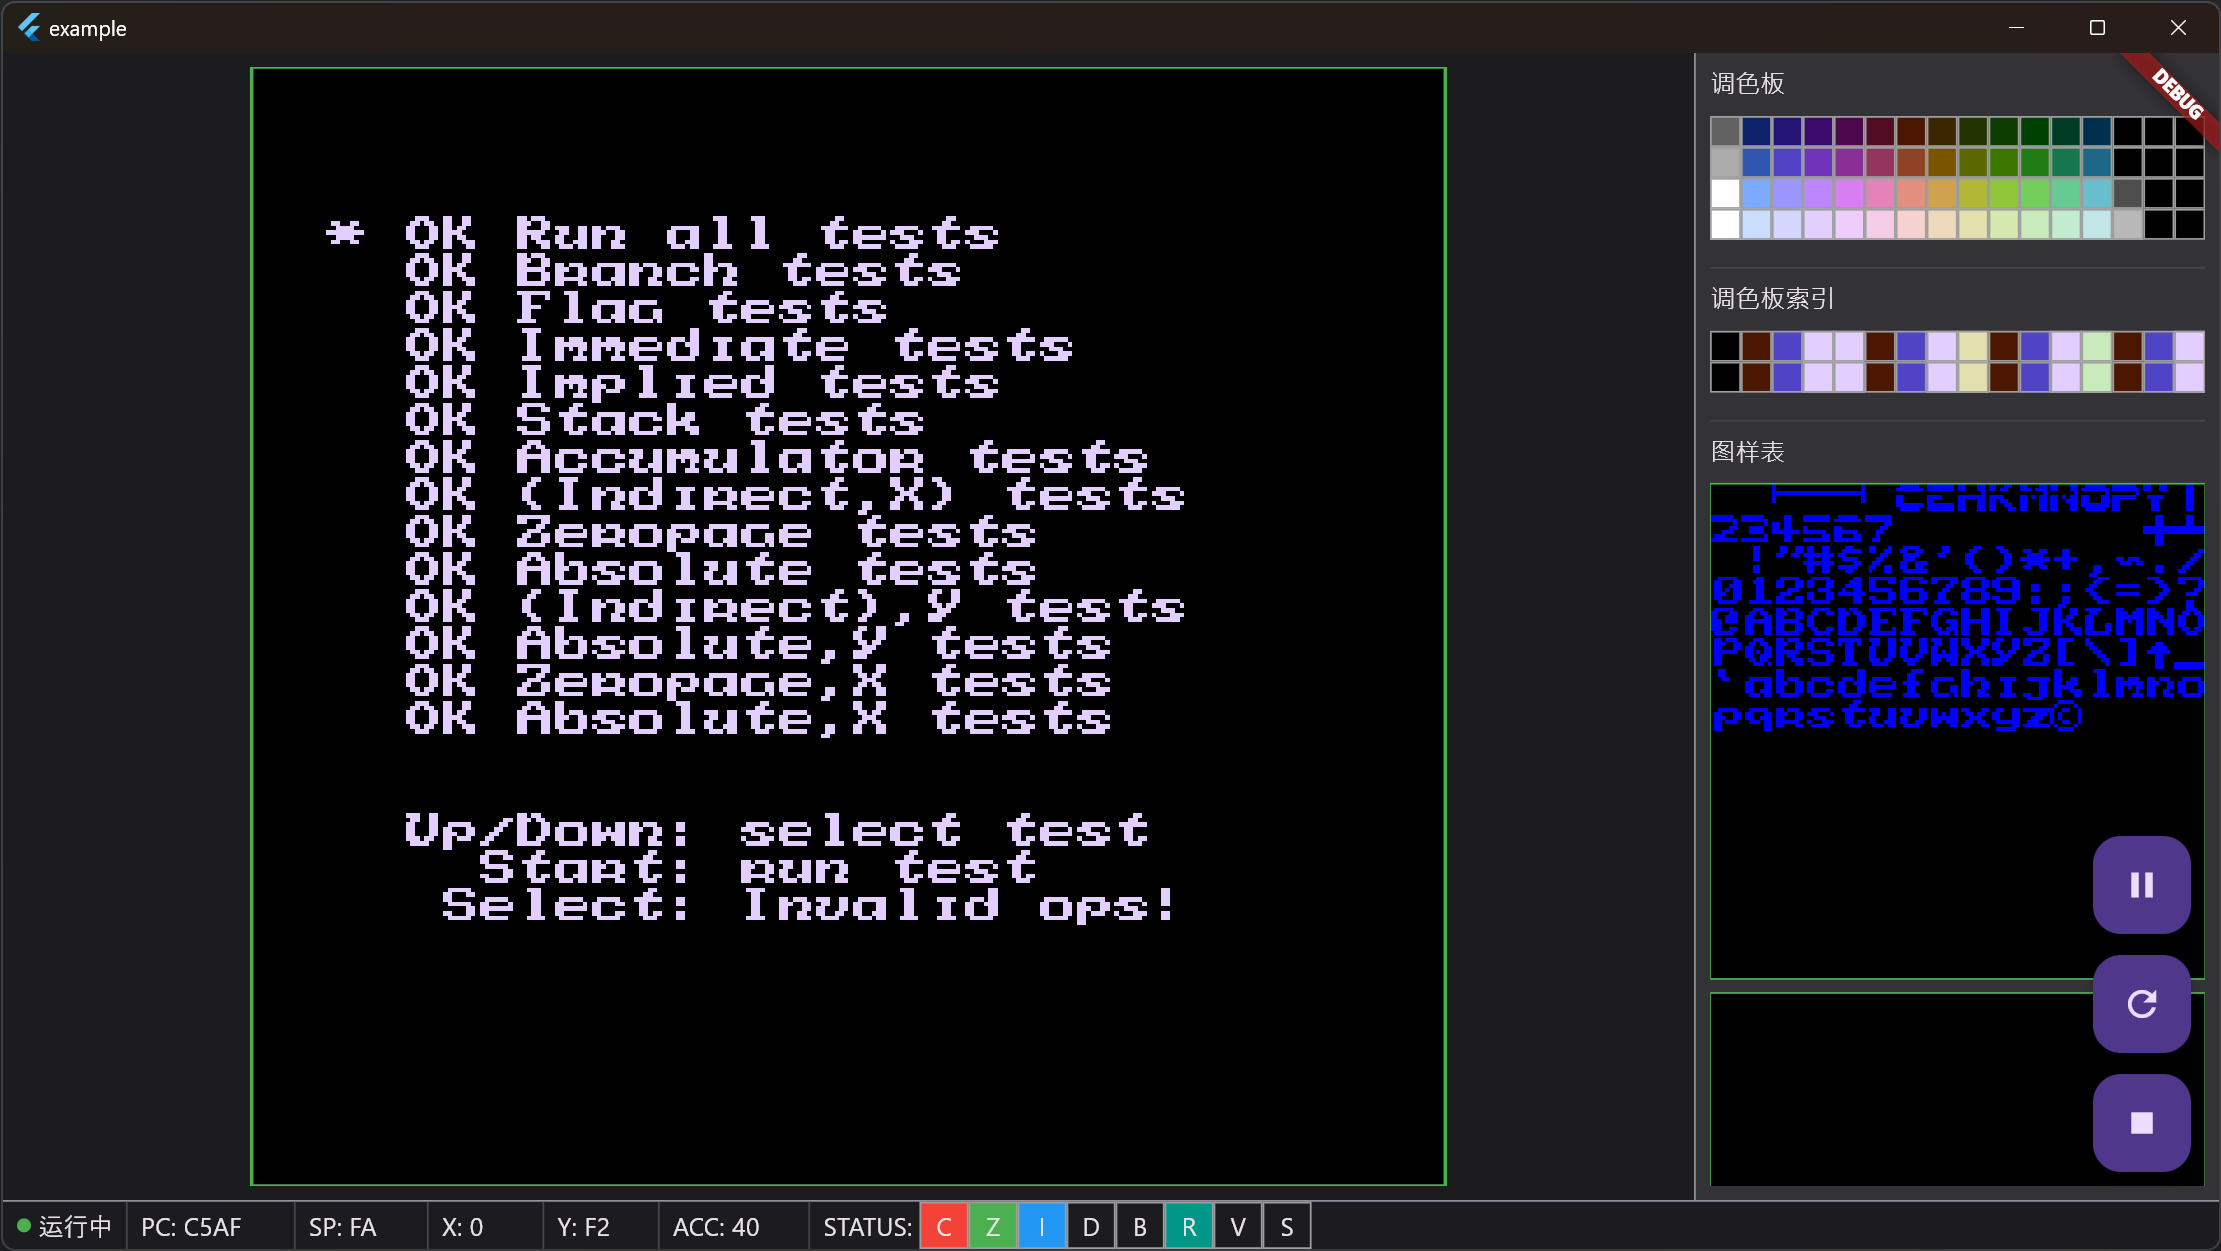 example
DEBUG
* OK Run all tests
OK Branch tests
OK Flag tests
OK Immediate tests
OK Implied tests
OK Stack tests
OK Accumulator tests
OK (Indirect,X) tests
OK Zeropage tests
OK Absolute tests
OK (Indirect),Y tests
OK Absolute,Y tests
OK Zeropage,X tests
OK Absolute,X tests
Up/Down: select test
Start: run test
Select: Invalid ops!
调色板
调色板索引
图样表
234567
!"#$%&'()*+,-./
0123456789:;<=>?
@ABCDEFGHIJKLMNO
PQRSTUVWXYZ[\]↑_
'abcdefghijklmno
pqrstuvwxyz©
运行中 PC: C5AF SP: FA X: 0 Y: F2 ACC: 40 STATUS: C Z I D B R V S